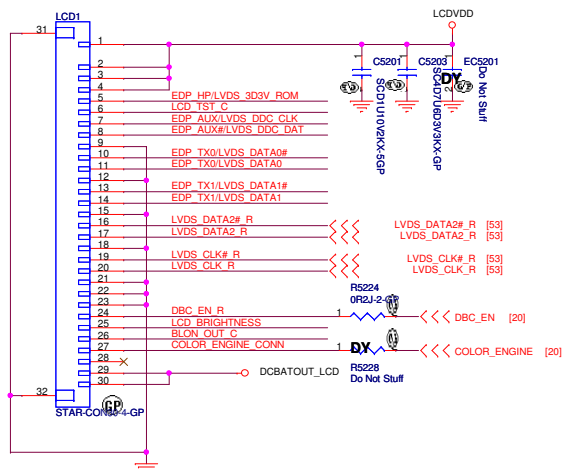 LCD1
LCDVDD
31
1
2
3
4
5 EDP_HP/LVDS_3D3V_ROM
6 LCD_TST_C
7 EDP_AUX/LVDS_DDC_CLK
8 EDP_AUX#/LVDS_DDC_DAT
9
10 EDP_TX0/LVDS_DATA0#
11 EDP_TX0/LVDS_DATA0
12
13 EDP_TX1/LVDS_DATA1#
14 EDP_TX1/LVDS_DATA1
15
16 LVDS_DATA2#_R LVDS_DATA2#_R [53]
17 LVDS_DATA2_R LVDS_DATA2_R [53]
18
19 LVDS_CLK#_R LVDS_CLK#_R [53]
20 LVDS_CLK_R LVDS_CLK_R [53]
21
22
23
24 DBC_EN_R 1 DBC_EN [20]
25 LCD_BRIGHTNESS
26 BLON_OUT_C
27 COLOR_ENGINE_CONN 1 COLOR_ENGINE [20]
28
29 DCBATOUT_LCD
30
32
STAR-CON30-4-GP
GP
1 C5201
SCD1U10V2KX-5GP
1 C5203
SC4D7U6D3V3KX-GP
1 EC5201
DY
Do Not Stuff
R5224
0R2J-2-GP
DY
R5228
Do Not Stuff